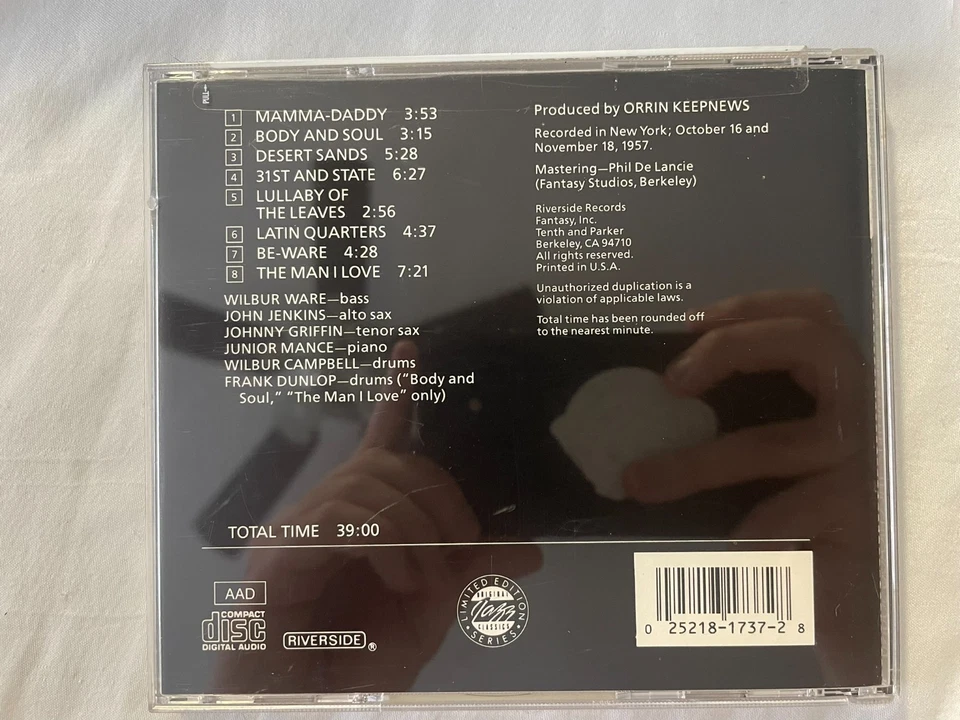 PULL
1 MAMMA-DADDY 3:53
2 BODY AND SOUL 3:15
3 DESERT SANDS 5:28
4 31ST AND STATE 6:27
5 LULLABY OF
THE LEAVES 2:56
6 LATIN QUARTERS 4:37
7 BE-WARE 4:28
8 THE MAN I LOVE 7:21
WILBUR WARE—bass
JOHN JENKINS—alto sax
JOHNNY GRIFFIN—tenor sax
JUNIOR MANCE—piano
WILBUR CAMPBELL—drums
FRANK DUNLOP—drums (“Body and
Soul,” “The Man I Love” only)
TOTAL TIME 39:00
Produced by ORRIN KEEPNEWS
Recorded in New York; October 16 and
November 18, 1957.
Mastering—Phil De Lancie
(Fantasy Studios, Berkeley)
Riverside Records
Fantasy, Inc.
Tenth and Parker
Berkeley, CA 94710
All rights reserved.
Printed in U.S.A.
Unauthorized duplication is a
violation of applicable laws.
Total time has been rounded off
to the nearest minute.
AAD
COMPACT
disc
DIGITAL AUDIO
RIVERSIDE ®
LIMITED EDITION
ORIGINAL
Jazz
CLASSICS
SERIES
0 25218-1737-2 8